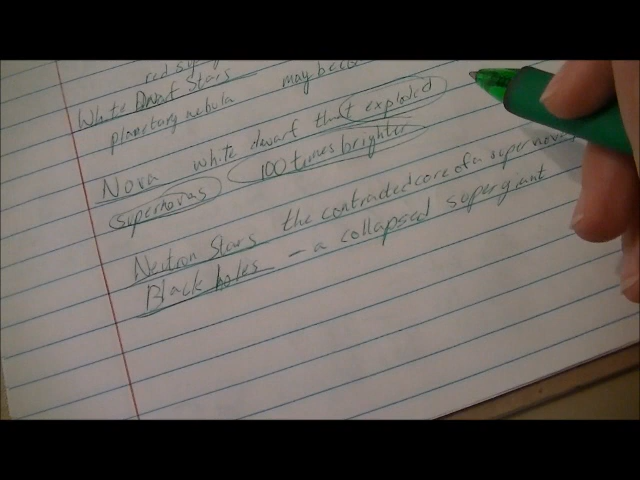 red
White Dwarf Stars may be
planetary nebula
Nova white dwarf that exploded
supernovas 100 times brighter
Neutron Stars the contracted core of a supernova
Black holes - a collapsed supergiant